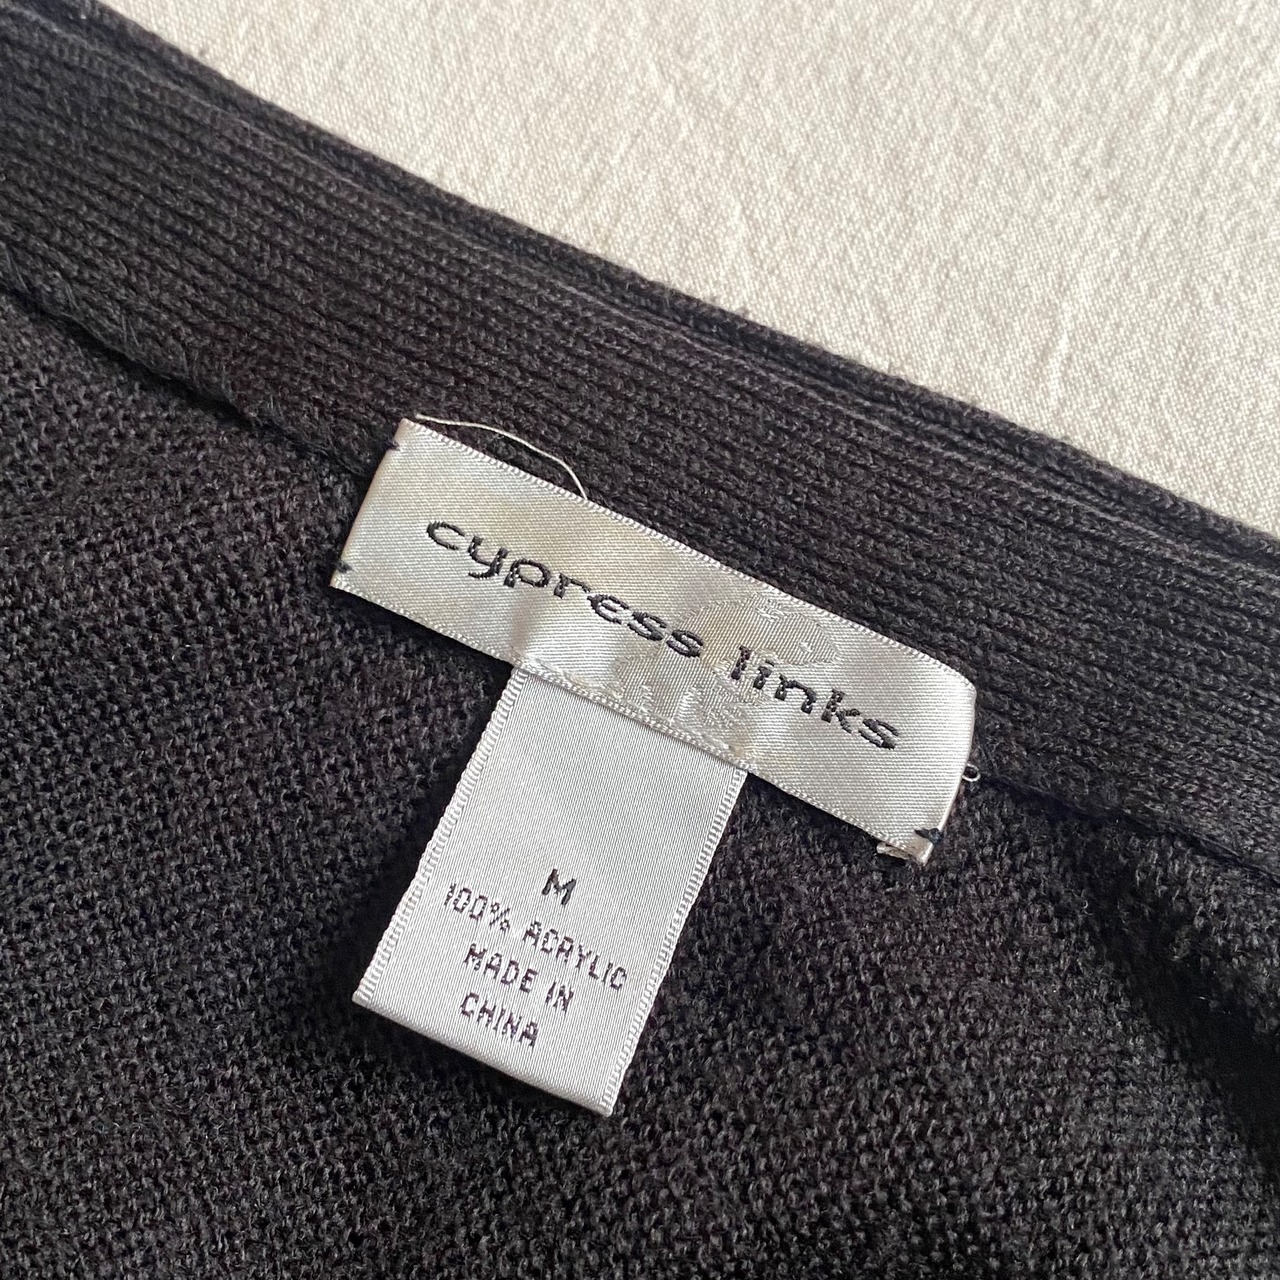 cypress links
M
100% ACRYLIC
MADE IN
CHINA